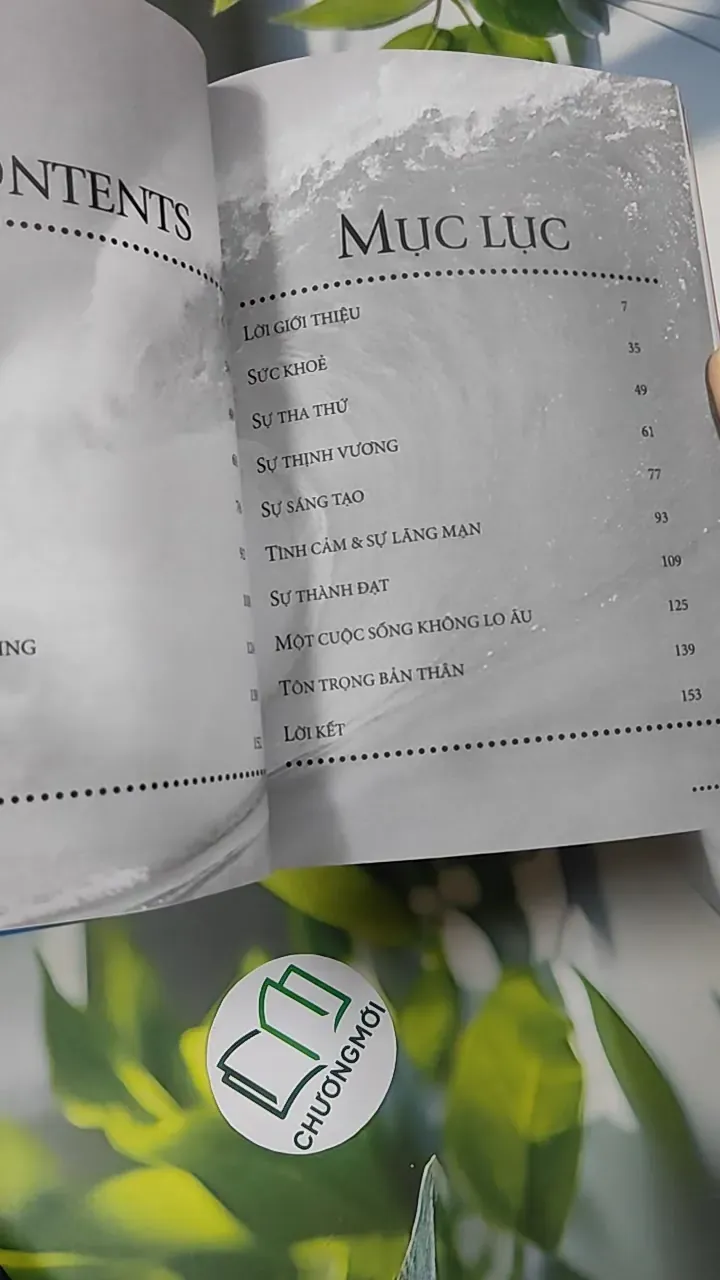 CONTENTS
ING
MỤC LỤC
LỜI GIỚI THIỆU 7
SỨC KHOẺ 35
SỰ THA THỨ 49
SỰ THỊNH VƯỢNG 61
SỰ SÁNG TẠO 77
TÌNH CẢM & SỰ LÃNG MẠN 93
SỰ THÀNH ĐẠT 109
MỘT CUỘC SỐNG KHÔNG LO ÂU 125
TÔN TRỌNG BẢN THÂN 139
LỜI KẾT 153
CHƯƠNGMỚI